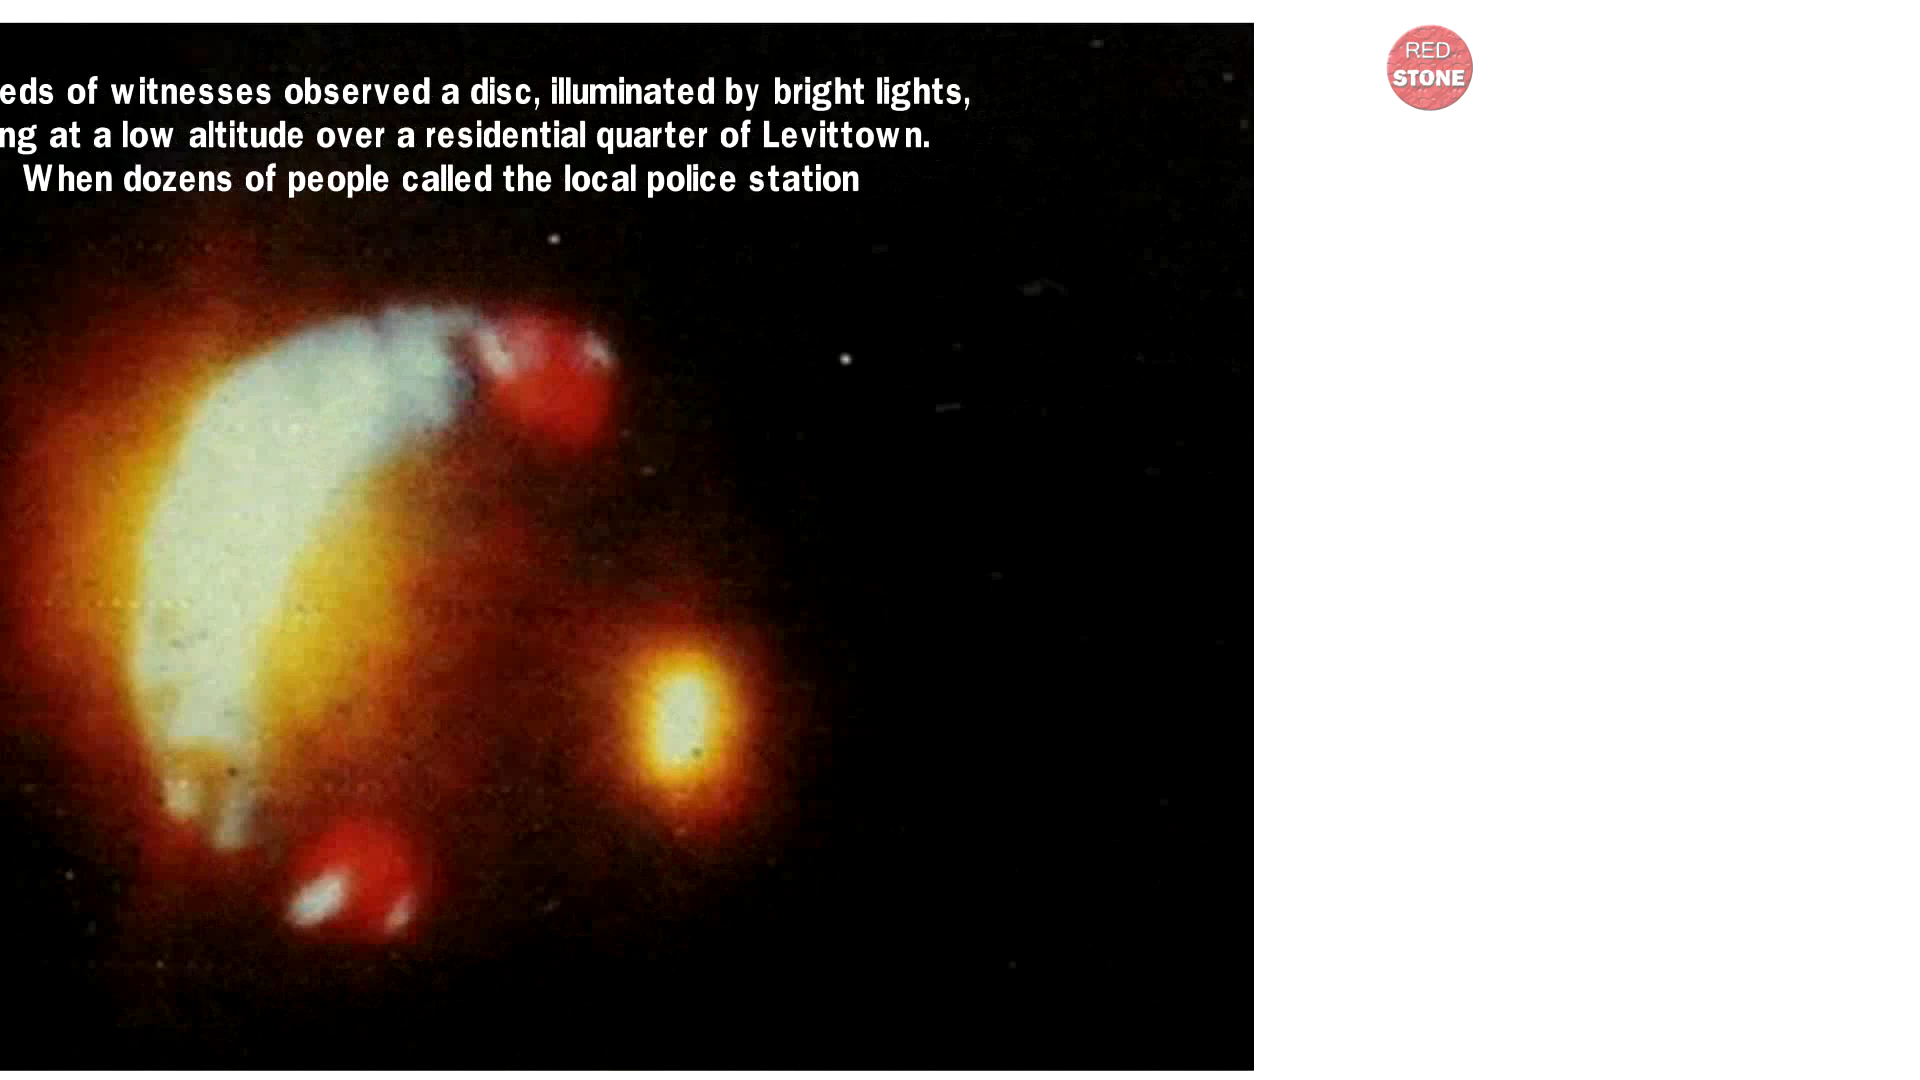 eds of witnesses observed a disc, illuminated by bright lights,
ng at a low altitude over a residential quarter of Levittown.
When dozens of people called the local police station
RED
STONE